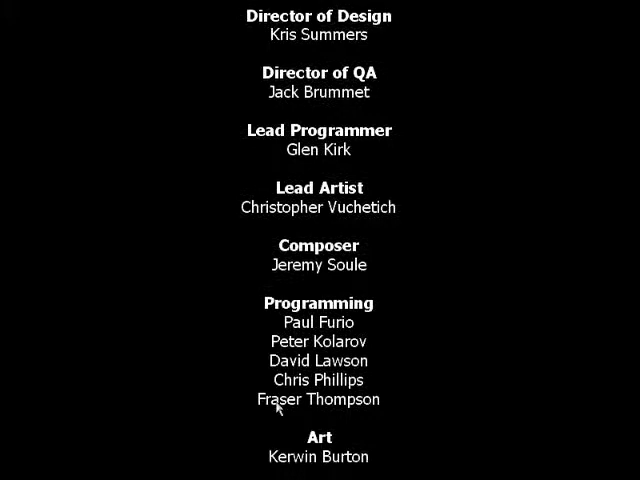 Director of Design
Kris Summers
Director of QA
Jack Brummet
Lead Programmer
Glen Kirk
Lead Artist
Christopher Vuchetich
Composer
Jeremy Soule
Programming
Paul Furio
Peter Kolarov
David Lawson
Chris Phillips
Fraser Thompson
Art
Kerwin Burton